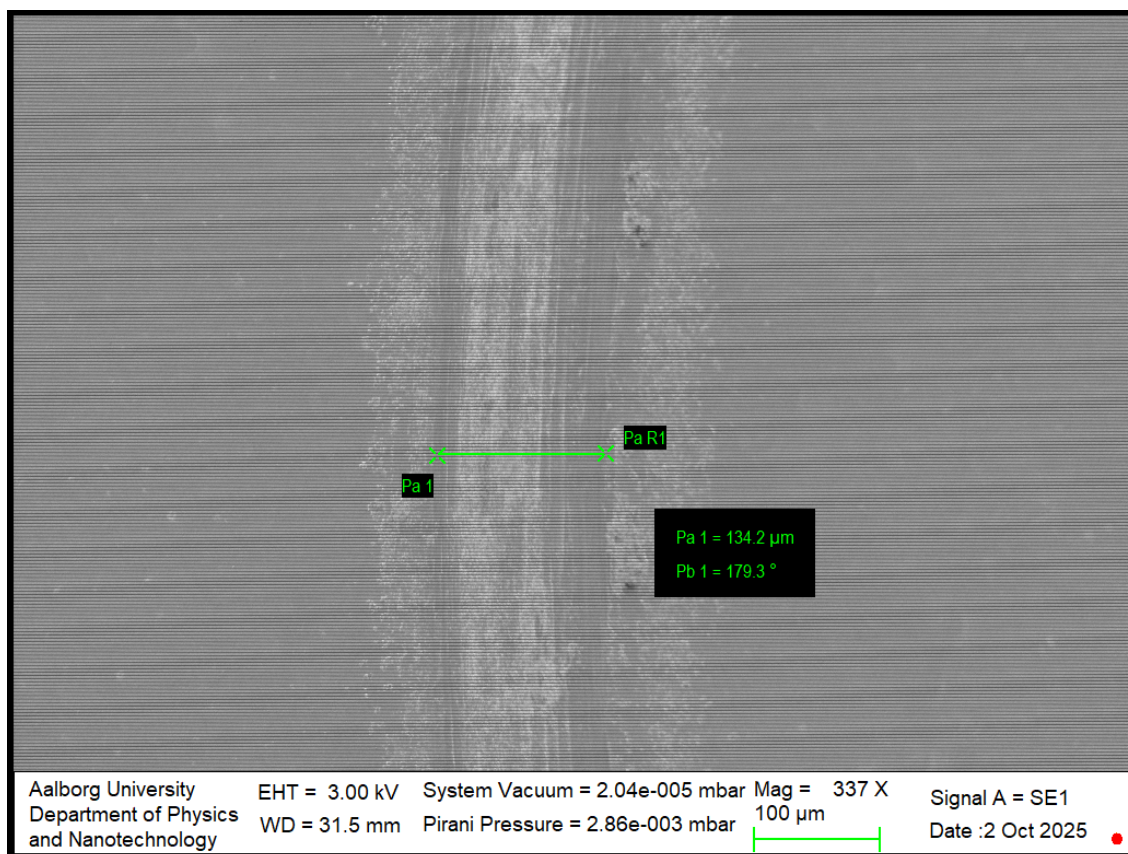 Pa R1
Pa 1
Pa 1 = 134.2 µm
Pb 1 = 179.3 °
Aalborg University
Department of Physics
and Nanotechnology
EHT = 3.00 kV
WD = 31.5 mm
System Vacuum = 2.04e-005 mbar
Pirani Pressure = 2.86e-003 mbar
Mag = 337 X
100 µm
Signal A = SE1
Date :2 Oct 2025